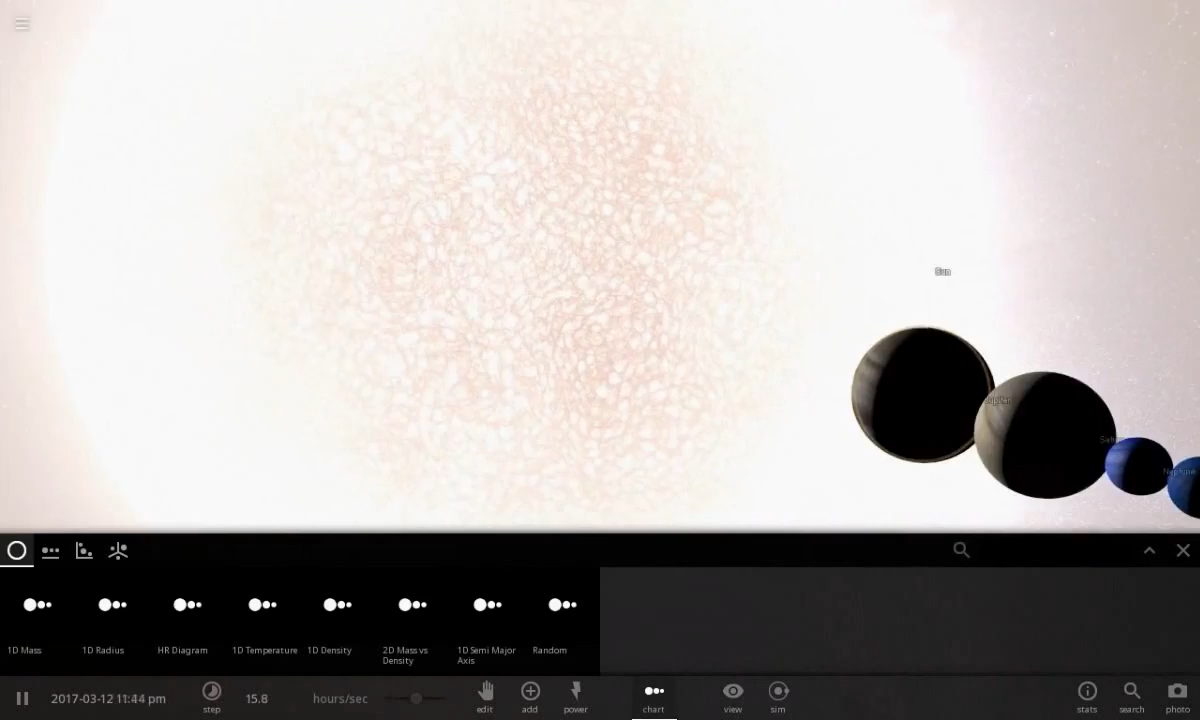 Sun
Jupiter
Neptune
1D Mass
1D Radius
HR Diagram
1D Temperature
1D Density
2D Mass vs
Density
1D Semi Major
Axis
Random
2017-03-12 11:44 pm
step
15.8
hours/sec
edit
add
power
chart
view
sim
stats
search
photo